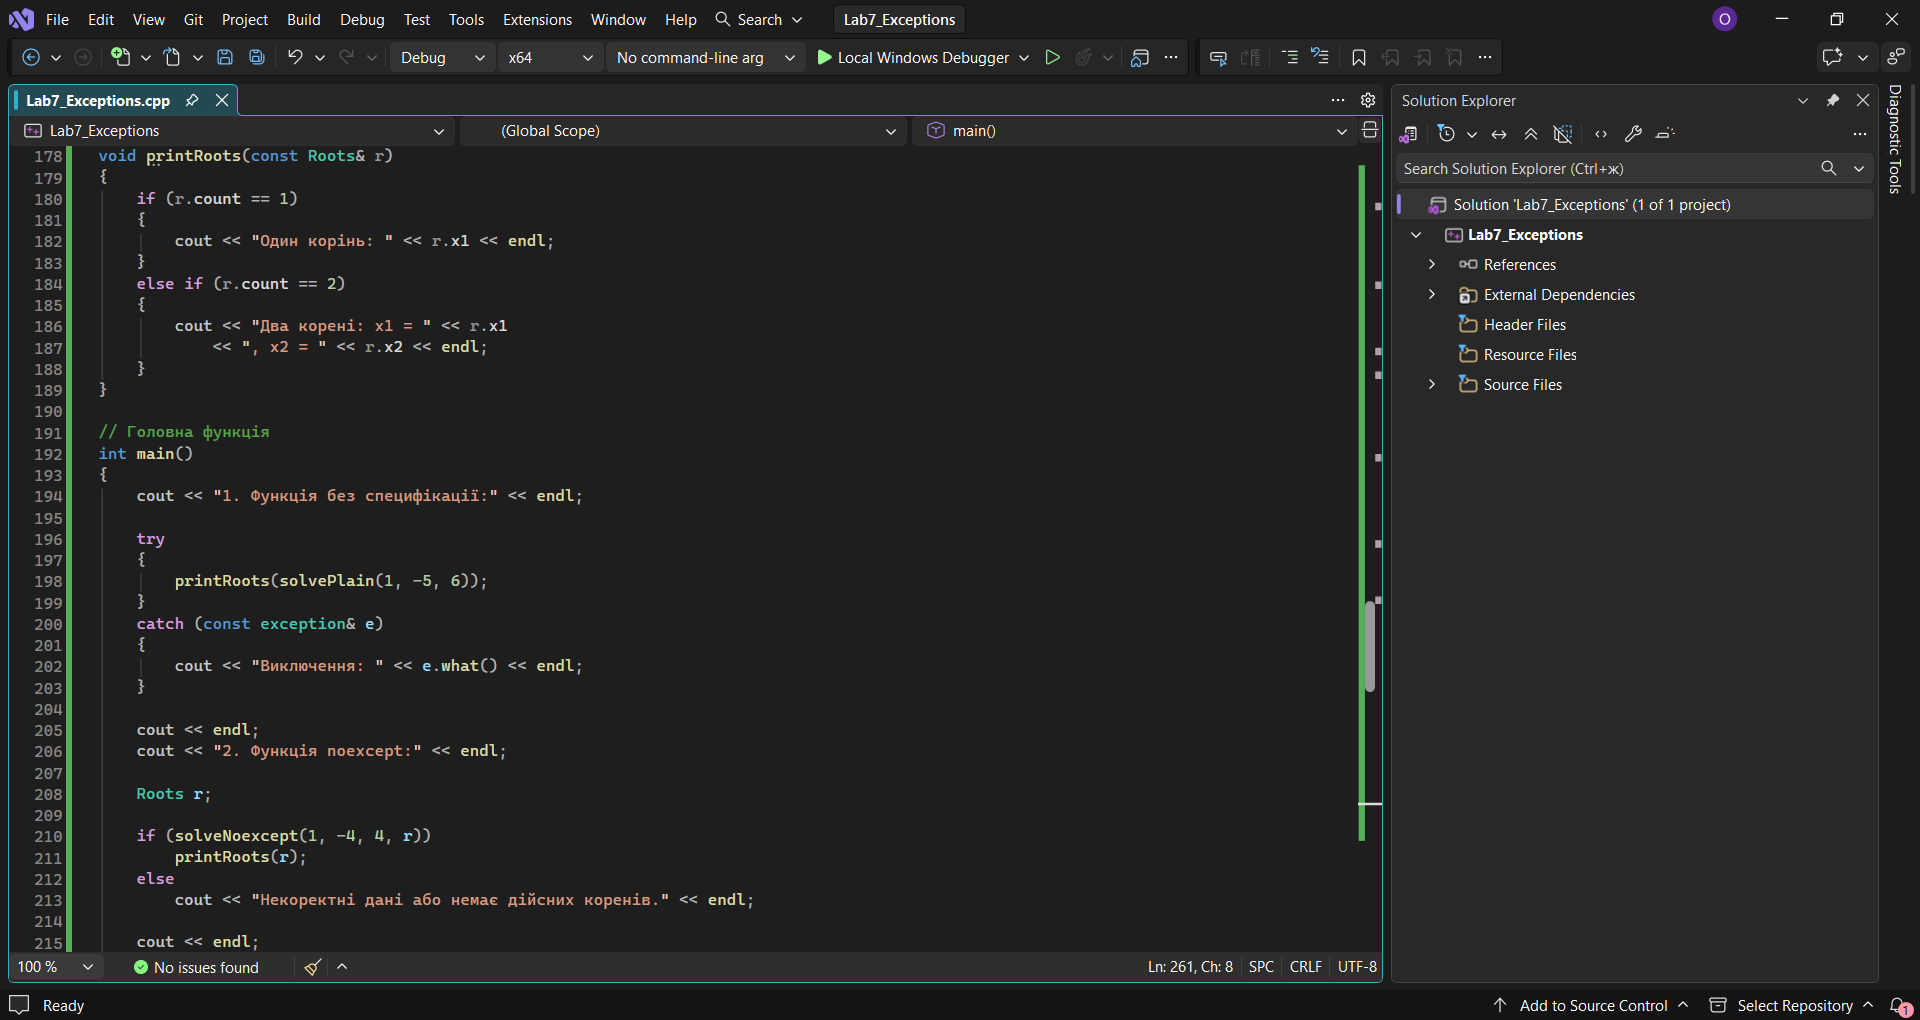 File Edit View Git Project Build Debug Test Tools Extensions Window Help Search Lab7_Exceptions O
Debug x64 No command-line arg Local Windows Debugger
Lab7_Exceptions.cpp
Lab7_Exceptions (Global Scope) main()
178 void printRoots(const Roots& r)
179 {
180 if (r.count == 1)
181 {
182 cout << "Один корінь: " << r.x1 << endl;
183 }
184 else if (r.count == 2)
185 {
186 cout << "Два корені: x1 = " << r.x1
187 << ", x2 = " << r.x2 << endl;
188 }
189 }
190
191 // Головна функція
192 int main()
193 {
194 cout << "1. Функція без специфікації:" << endl;
195
196 try
197 {
198 printRoots(solvePlain(1, -5, 6));
199 }
200 catch (const exception& e)
201 {
202 cout << "Виключення: " << e.what() << endl;
203 }
204
205 cout << endl;
206 cout << "2. Функція noexcept:" << endl;
207
208 Roots r;
209
210 if (solveNoexcept(1, -4, 4, r))
211 printRoots(r);
212 else
213 cout << "Некоректні дані або немає дійсних коренів." << endl;
214
215 cout << endl;
100 % No issues found Ln: 261, Ch: 8 SPC CRLF UTF-8
Solution Explorer
Search Solution Explorer (Ctrl+ж)
Solution 'Lab7_Exceptions' (1 of 1 project)
Lab7_Exceptions
References
External Dependencies
Header Files
Resource Files
Source Files
Diagnostic Tools
Ready Add to Source Control Select Repository 1